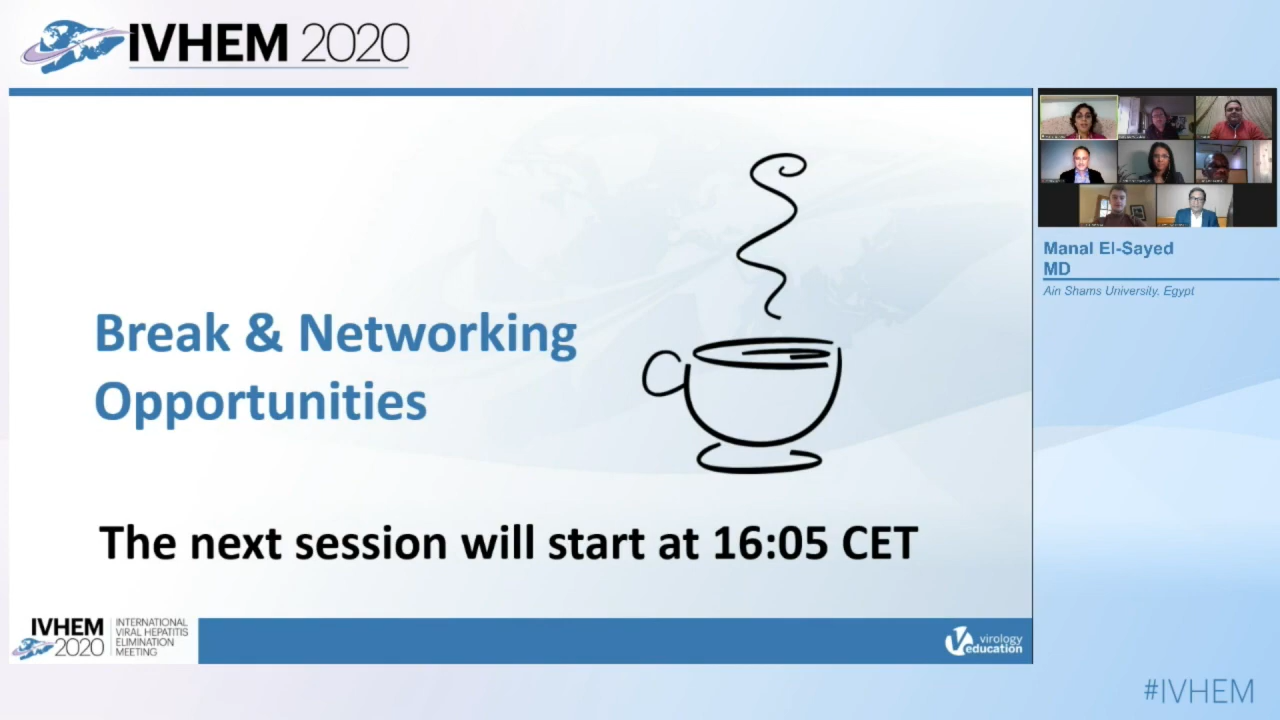 IVHEM 2020
Break & Networking
Opportunities
The next session will start at 16:05 CET
Manal El-Sayed
MD
Ain Shams University, Egypt
IVHEM
2020
INTERNATIONAL
VIRAL HEPATITIS
ELIMINATION
MEETING
virology
education
#IVHEM